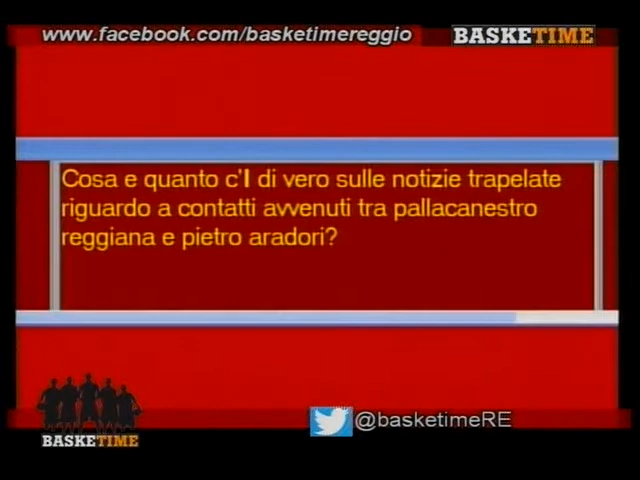 www.facebook.com/basketimereggio
BASKETIME
Cosa e quanto c'I di vero sulle notizie trapelate
riguardo a contatti avvenuti tra pallacanestro
reggiana e pietro aradori?
BASKETIME
@basketimeRE